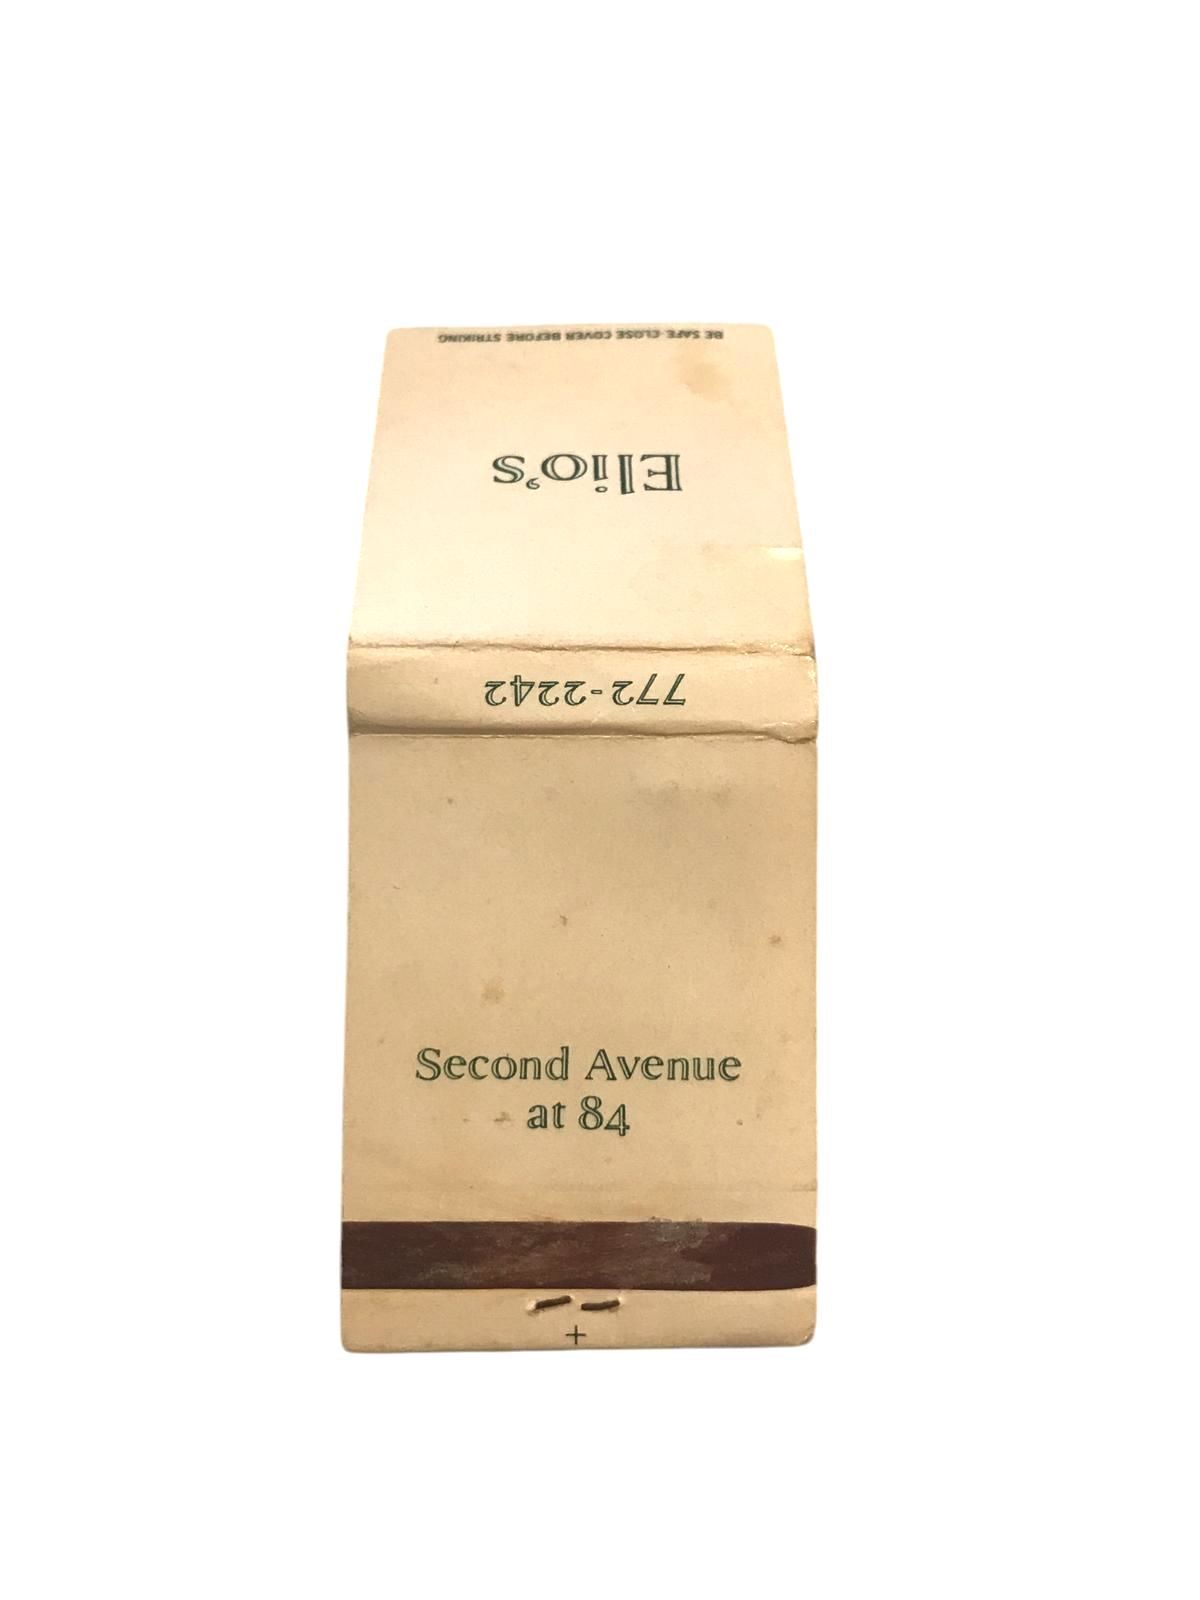 BE SAFE-CLOSE COVER BEFORE STRIKING
Elio's
772-2242
Second Avenue
at 84
+